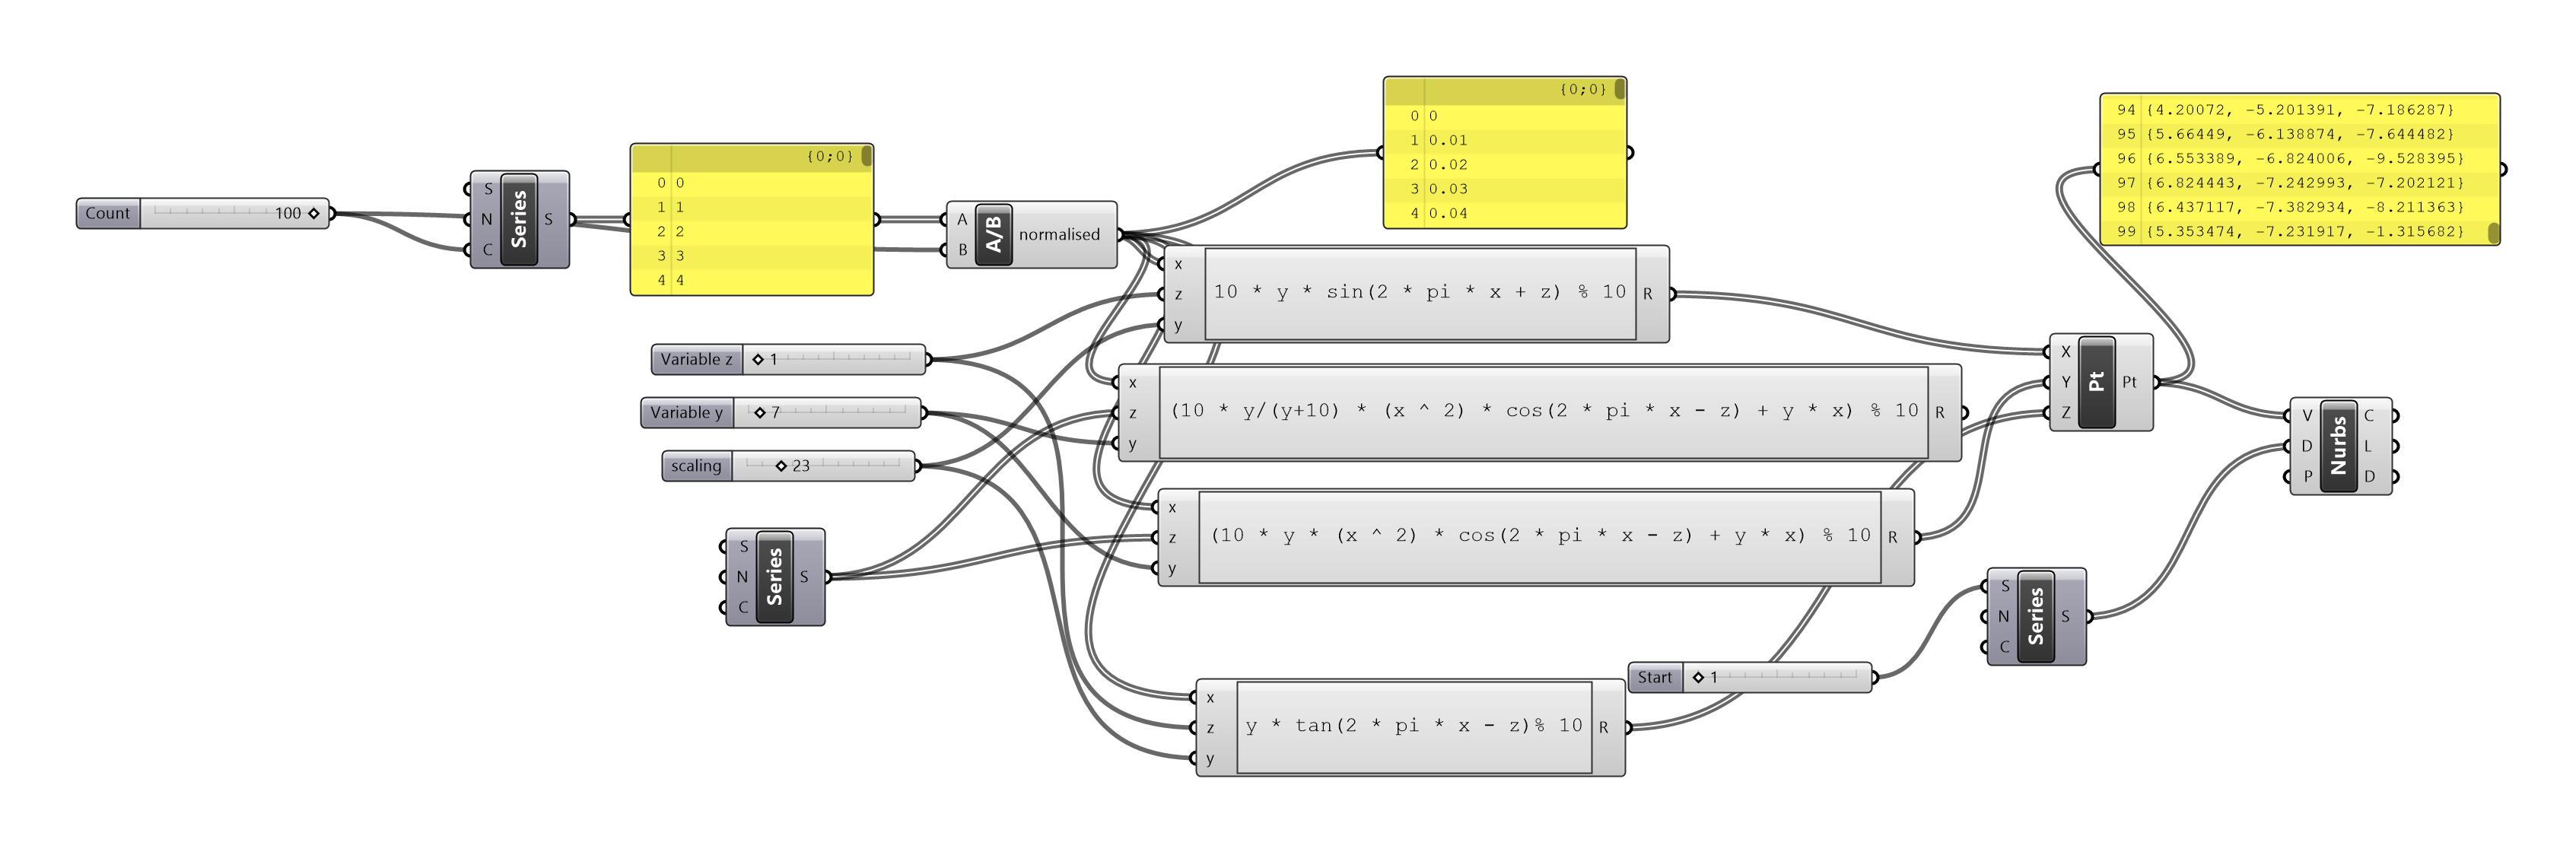 Count
100
S
N
C
Series
S
{0;0}
0 0
1 1
2 2
3 3
4 4
A
B
A/B
normalised
{0;0}
0 0
1 0.01
2 0.02
3 0.03
4 0.04
94 {4.20072, -5.201391, -7.186287}
95 {5.66449, -6.138874, -7.644482}
96 {6.553389, -6.824006, -9.528395}
97 {6.824443, -7.242993, -7.202121}
98 {6.437117, -7.382934, -8.211363}
99 {5.353474, -7.231917, -1.315682}
x
z
y
10 * y * sin(2 * pi * x + z) % 10
R
Variable z
1
Variable y
7
scaling
23
x
z
y
(10 * y/(y+10) * (x ^ 2) * cos(2 * pi * x - z) + y * x) % 10
R
X
Y
Z
Pt
Pt
V
D
P
Nurbs
C
L
D
x
z
y
(10 * y * (x ^ 2) * cos(2 * pi * x - z) + y * x) % 10
R
S
N
C
Series
S
S
N
C
Series
S
Start
1
x
z
y
y * tan(2 * pi * x - z)% 10
R